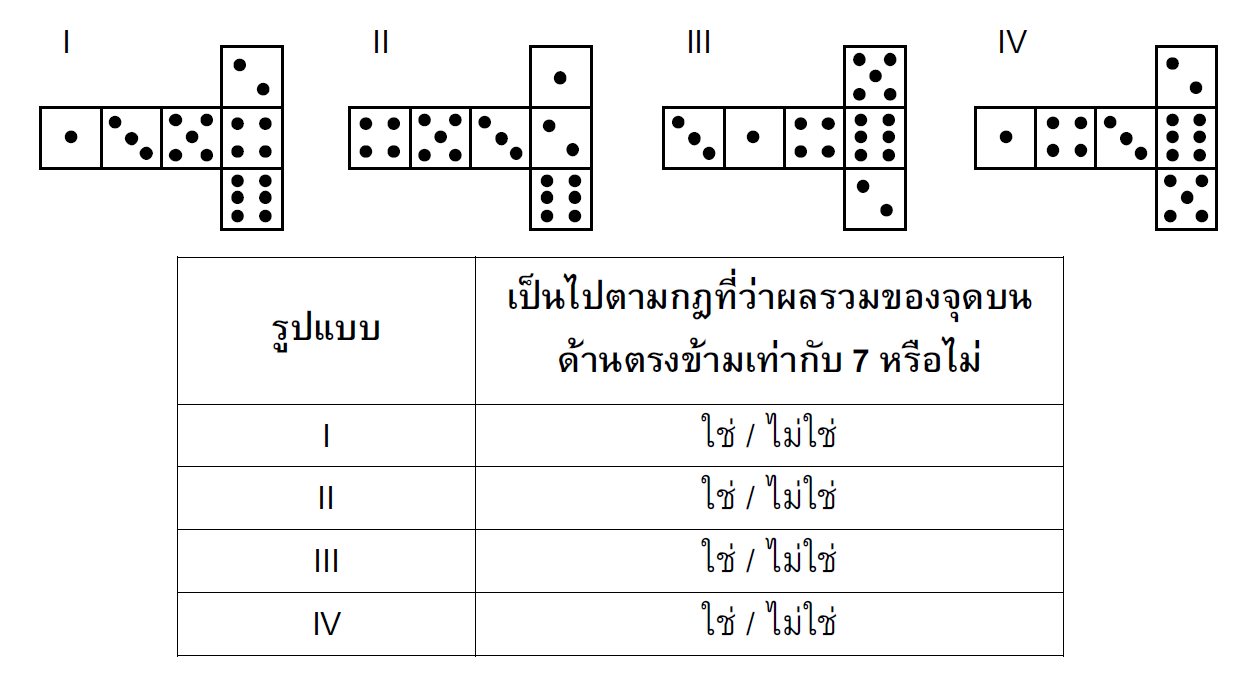 I II III IV
รูปแบบ
เป็นไปตามกฎที่ว่าผลรวมของจุดบน
ด้านตรงข้ามเท่ากับ 7 หรือไม่
I ใช่ / ไม่ใช่
II ใช่ / ไม่ใช่
III ใช่ / ไม่ใช่
IV ใช่ / ไม่ใช่